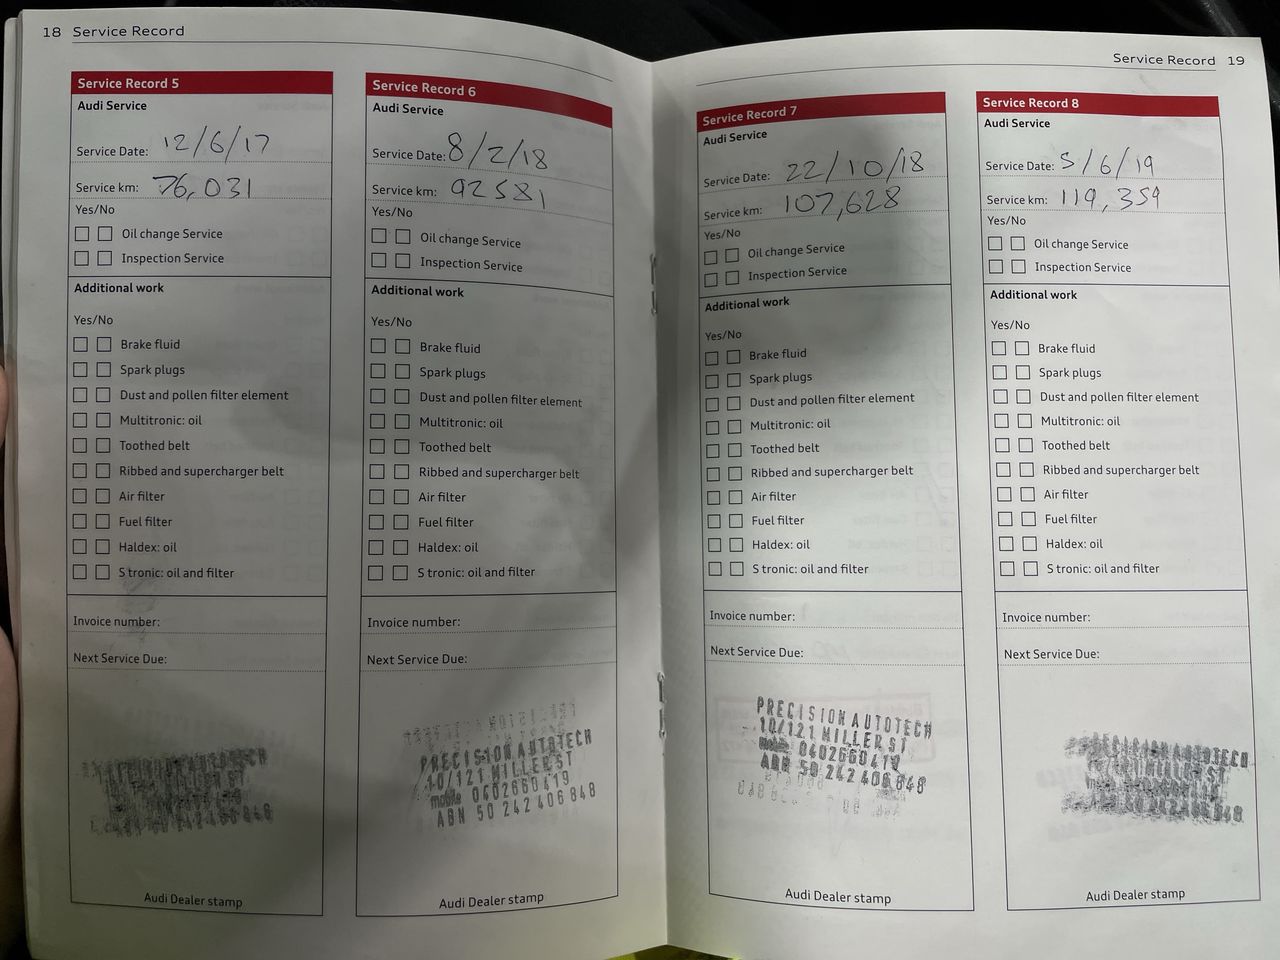 18 Service Record
Service Record 5
Audi Service
Service Date: 12/6/17
Service km: 76,031
Yes/No
Oil change Service
Inspection Service
Additional work
Yes/No
Brake fluid
Spark plugs
Dust and pollen filter element
Multitronic: oil
Toothed belt
Ribbed and supercharger belt
Air filter
Fuel filter
Haldex: oil
S tronic: oil and filter
Invoice number:
Next Service Due:
Audi Dealer stamp
Service Record 6
Audi Service
Service Date: 8/2/18
Service km: 92581
Yes/No
Oil change Service
Inspection Service
Additional work
Yes/No
Brake fluid
Spark plugs
Dust and pollen filter element
Multitronic: oil
Toothed belt
Ribbed and supercharger belt
Air filter
Fuel filter
Haldex: oil
S tronic: oil and filter
Invoice number:
Next Service Due:
PRECISION AUTOTECH
10/121 MILLER ST
mobile 0402660419
ABN 50 242 406 848
Audi Dealer stamp
Service Record 19
Service Record 7
Audi Service
Service Date: 22/10/18
Service km: 107,628
Yes/No
Oil change Service
Inspection Service
Additional work
Yes/No
Brake fluid
Spark plugs
Dust and pollen filter element
Multitronic: oil
Toothed belt
Ribbed and supercharger belt
Air filter
Fuel filter
Haldex: oil
S tronic: oil and filter
Invoice number:
Next Service Due:
PRECISION AUTOTECH
10/121 MILLER ST
mobile 0402660419
ABN 50 242 406 848
Audi Dealer stamp
Service Record 8
Audi Service
Service Date: 5/6/19
Service km: 119,359
Yes/No
Oil change Service
Inspection Service
Additional work
Yes/No
Brake fluid
Spark plugs
Dust and pollen filter element
Multitronic: oil
Toothed belt
Ribbed and supercharger belt
Air filter
Fuel filter
Haldex: oil
S tronic: oil and filter
Invoice number:
Next Service Due:
PRECISION AUTOTECH
Audi Dealer stamp